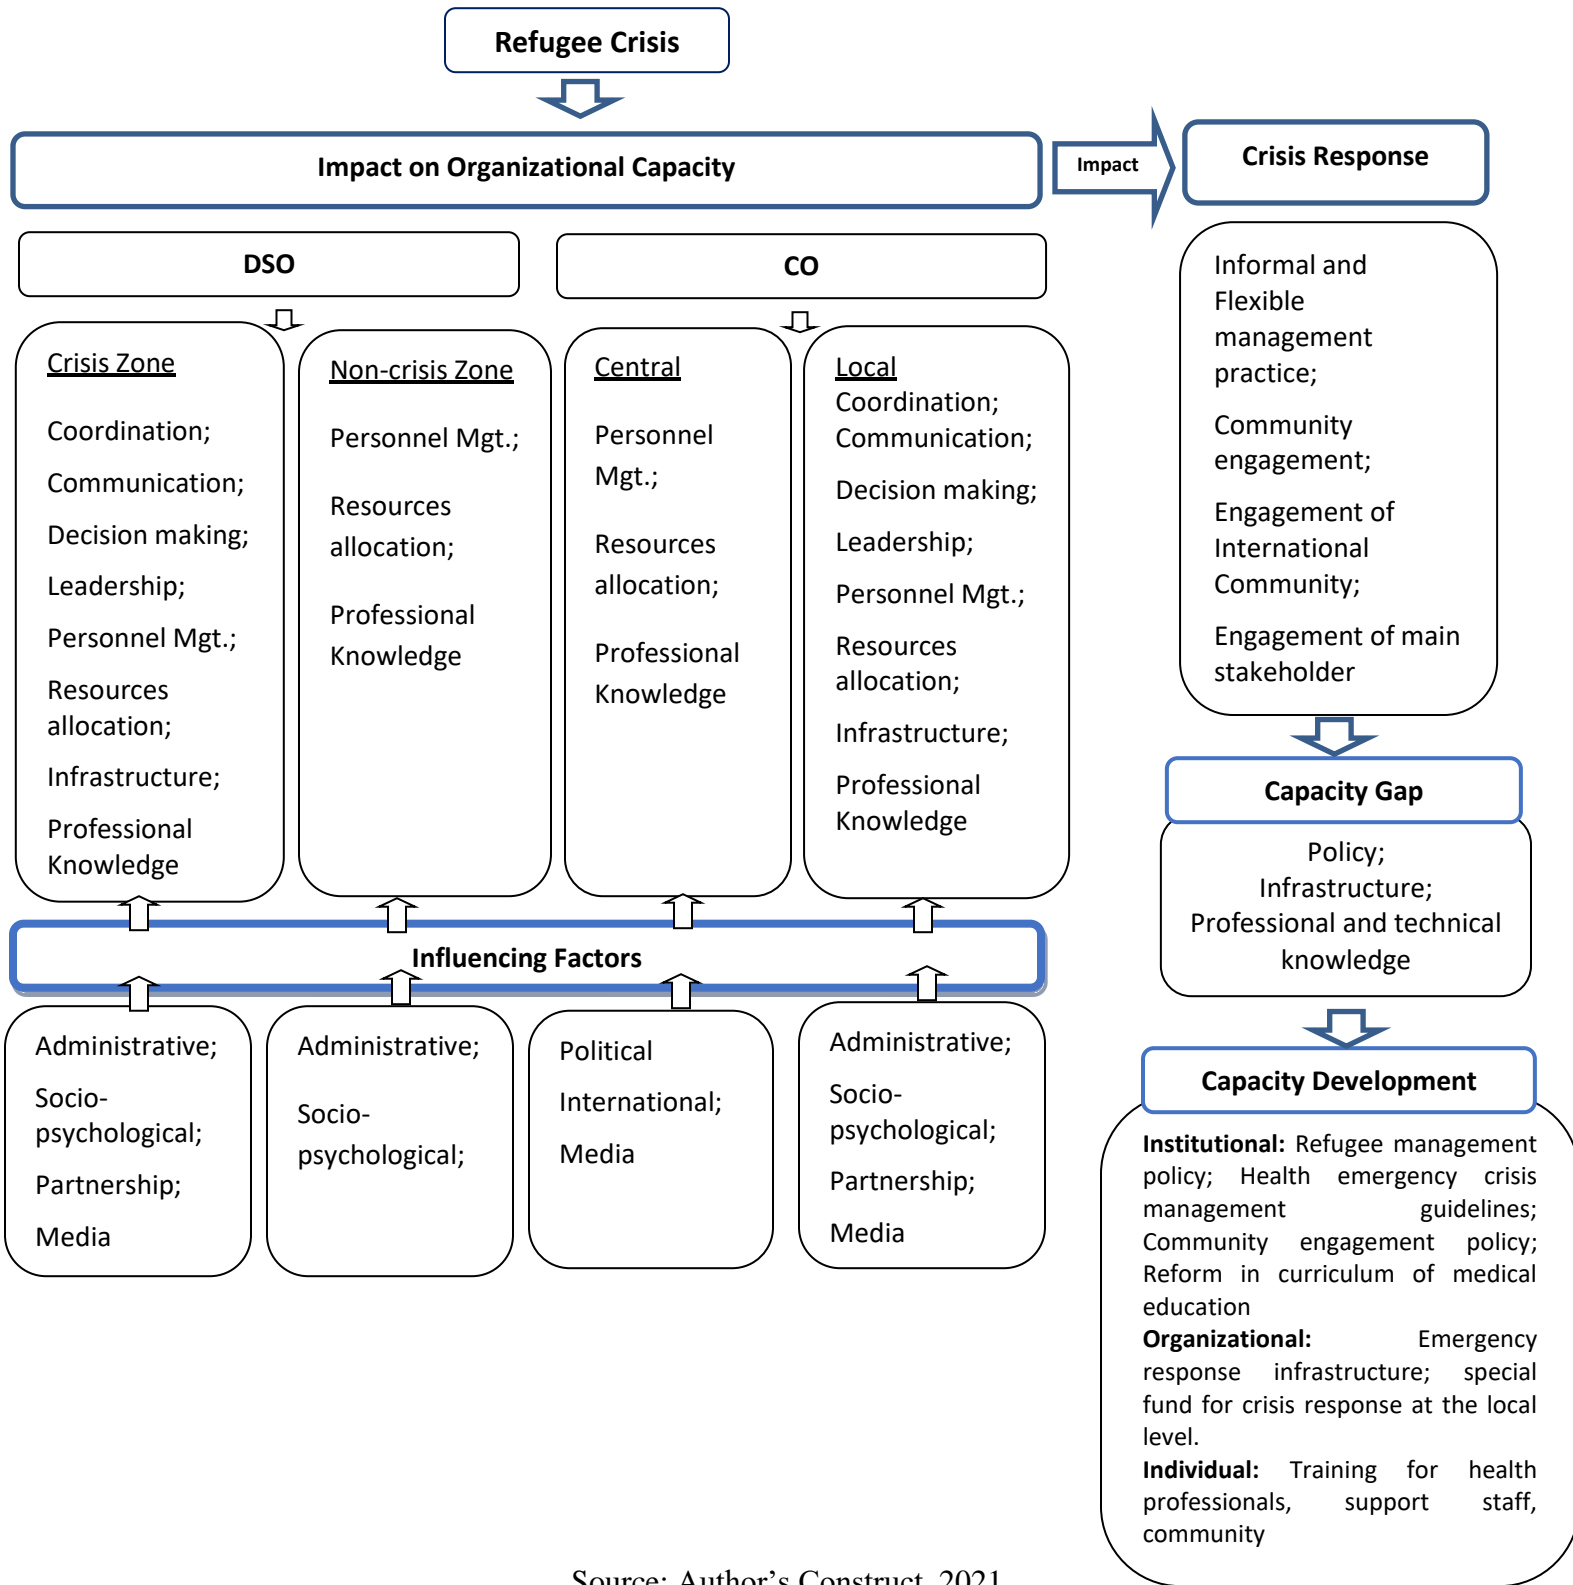 Refugee Crisis
Impact on Organizational Capacity
Impact
Crisis Response
DSO
CO
Crisis Zone
Coordination;
Communication;
Decision making;
Leadership;
Personnel Mgt.;
Resources
allocation;
Infrastructure;
Professional
Knowledge
Non-crisis Zone
Personnel Mgt.;
Resources
allocation;
Professional
Knowledge
Central
Personnel
Mgt.;
Resources
allocation;
Professional
Knowledge
Local
Coordination;
Communication;
Decision making;
Leadership;
Personnel Mgt.;
Resources
allocation;
Infrastructure;
Professional
Knowledge
Influencing Factors
Administrative;
Socio-
psychological;
Partnership;
Media
Administrative;
Socio-
psychological;
Political
International;
Media
Administrative;
Socio-
psychological;
Partnership;
Media
Informal and
Flexible
management
practice;
Community
engagement;
Engagement of
International
Community;
Engagement of main
stakeholder
Capacity Gap
Policy;
Infrastructure;
Professional and technical
knowledge
Capacity Development
Institutional: Refugee management
policy; Health emergency crisis
management guidelines;
Community engagement policy;
Reform in curriculum of medical
education
Organizational: Emergency
response infrastructure; special
fund for crisis response at the local
level.
Individual: Training for health
professionals, support staff,
community
Source: Author's Construct, 2021